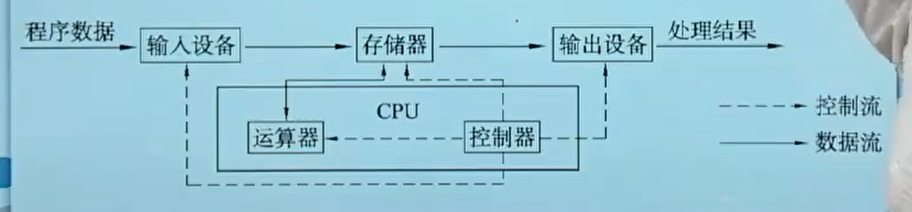 程序数据
输入设备
存储器
输出设备
处理结果
CPU
运算器
控制器
控制流
数据流